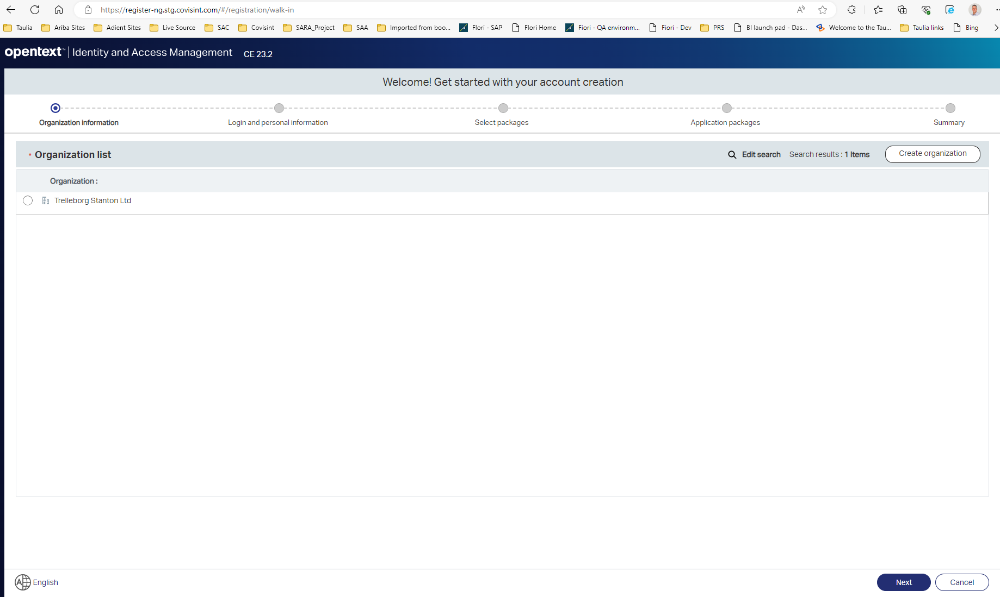 https://register-ng.stg.covisint.com/#/registration/walk-in
Taulia Ariba Sites Adient Sites Live Source SAC Covisint SARA_Project SAA Imported from boo... FIori - SAP FIori Home Fiori - QA environm... Fiori - Dev PRS BI launch pad - Das... Welcome to the Tau... Taulia links Bing
opentext™ | Identity and Access Management CE 23.2
Welcome! Get started with your account creation
Organization information Login and personal information Select packages Application packages Summary
* Organization list Edit search Search results : 1 Items Create organization
Organization :
Trelleborg Stanton Ltd
English Next Cancel